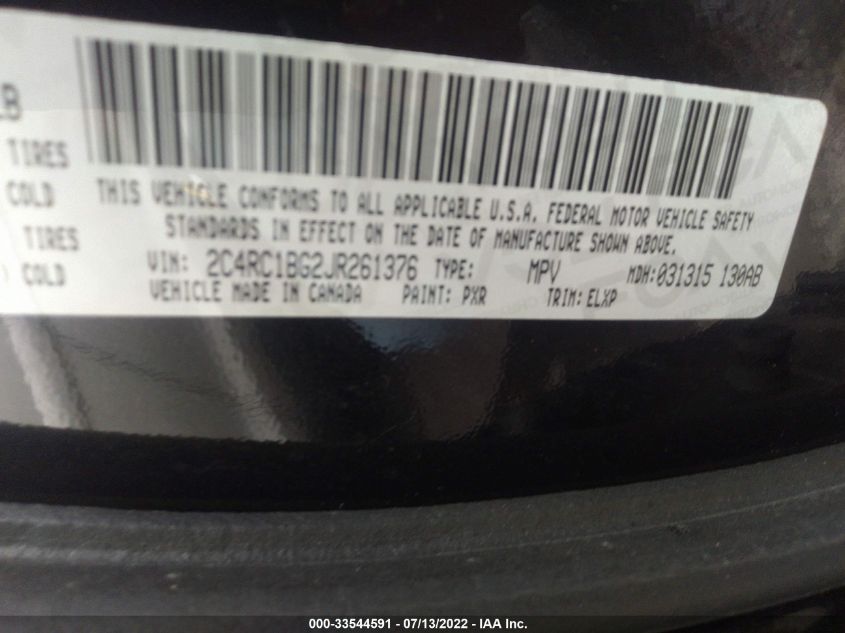 LB
TIRES
COLD
TIRES
COLD
THIS VEHICLE CONFORMS TO ALL APPLICABLE U.S.A. FEDERAL MOTOR VEHICLE SAFETY
STANDARDS IN EFFECT ON THE DATE OF MANUFACTURE SHOWN ABOVE.
VIN: 2C4RC1BG2JR261376 TYPE: MPV MDH:031315 130AB
VEHICLE MADE IN CANADA PAINT: PXR TRIM: ELXP
000-33544591 - 07/13/2022 - IAA Inc.